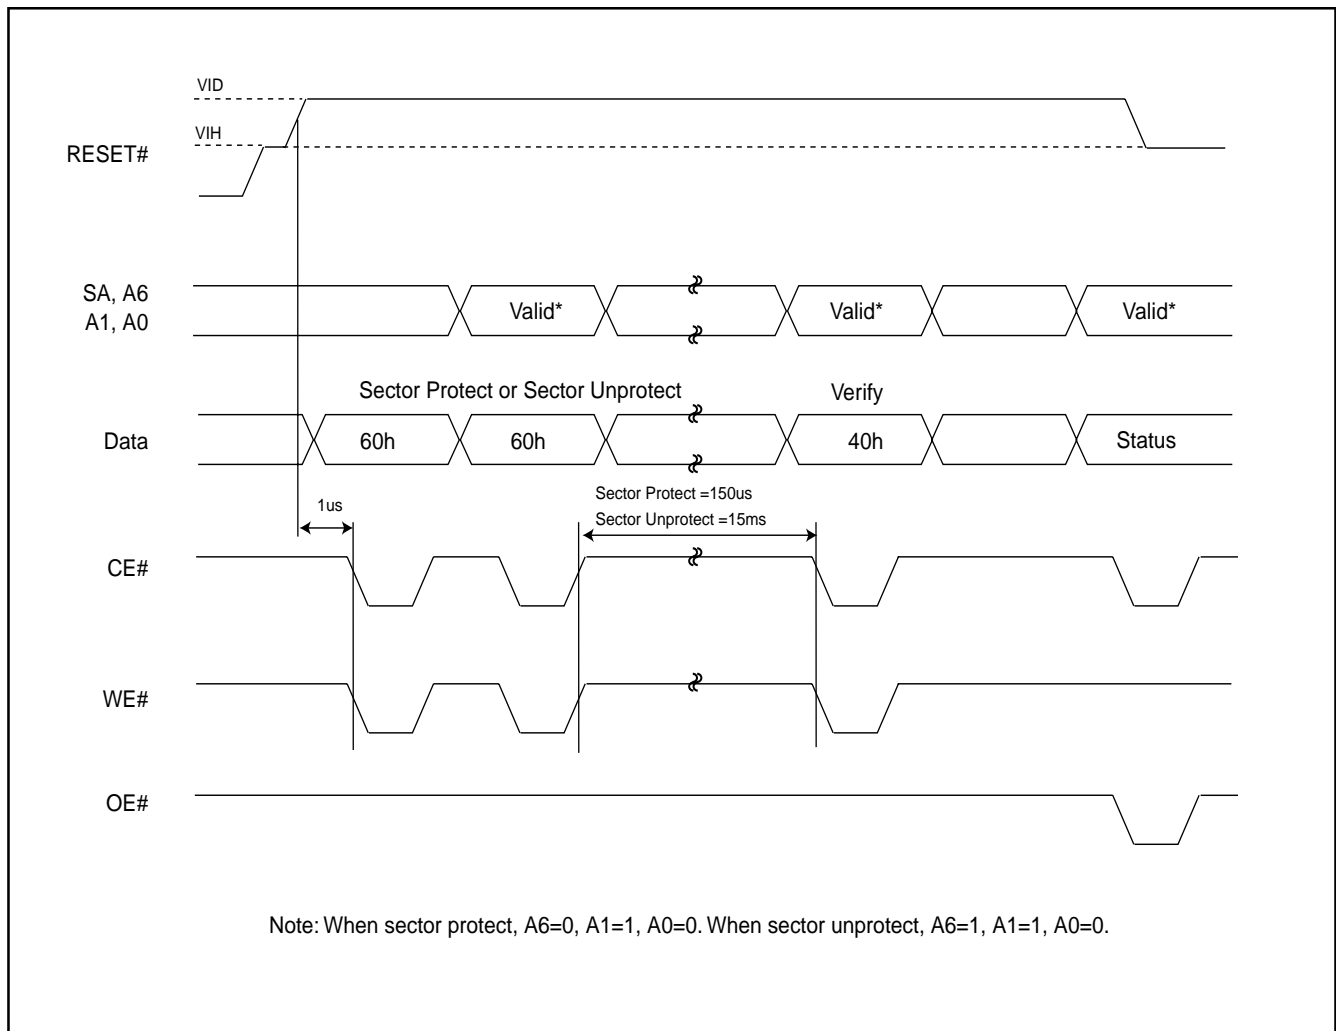 VID
VIH
RESET#
SA, A6
A1, A0
Valid*
Valid*
Valid*
Sector Protect or Sector Unprotect
Verify
Data
60h
60h
40h
Status
1us
Sector Protect =150us
Sector Unprotect =15ms
CE#
WE#
OE#
Note: When sector protect, A6=0, A1=1, A0=0. When sector unprotect, A6=1, A1=1, A0=0.